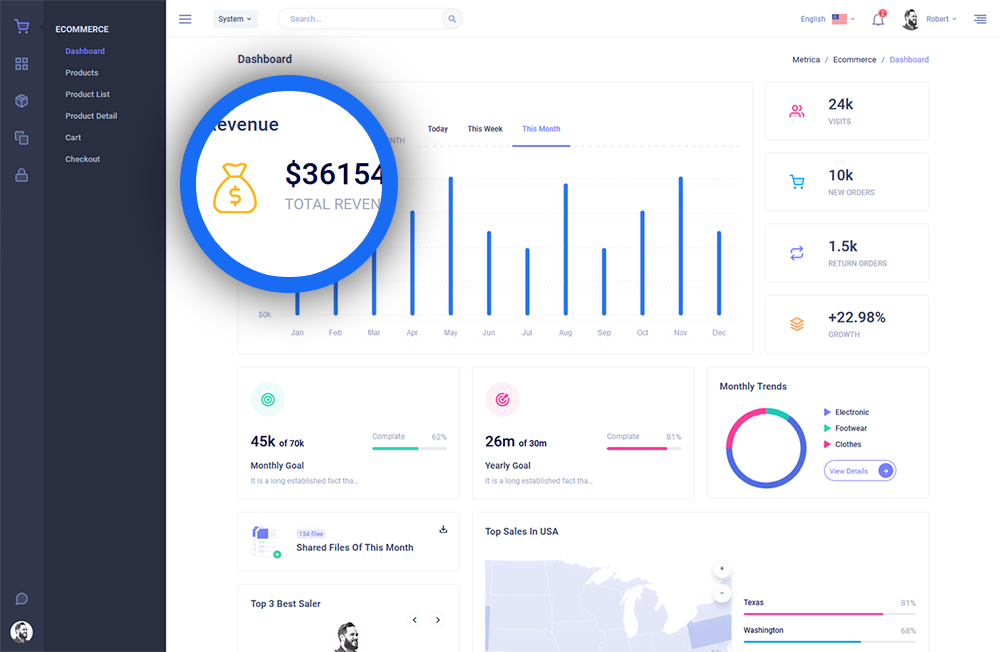 System
Search...
English
2
Robert
ECOMMERCE
Dashboard
Products
Product List
Product Detail
Cart
Checkout
Dashboard
Metrica / Ecommerce / Dashboard
evenue
$36154
TOTAL REVEN
Today
This Week
This Month
$0k
Jan
Feb
Mar
Apr
May
Jun
Jul
Aug
Sep
Oct
Nov
Dec
24k
VISITS
10k
NEW ORDERS
1.5k
RETURN ORDERS
+22.98%
GROWTH
45k of 70k
Complate 62%
Monthly Goal
It is a long established fact tha...
26m of 30m
Complate 81%
Yearly Goal
It is a long established fact tha...
Monthly Trends
Electronic
Footwear
Clothes
View Details
154 files
Shared Files Of This Month
Top 3 Best Saler
Top Sales In USA
+
-
Texas 81%
Washington 68%